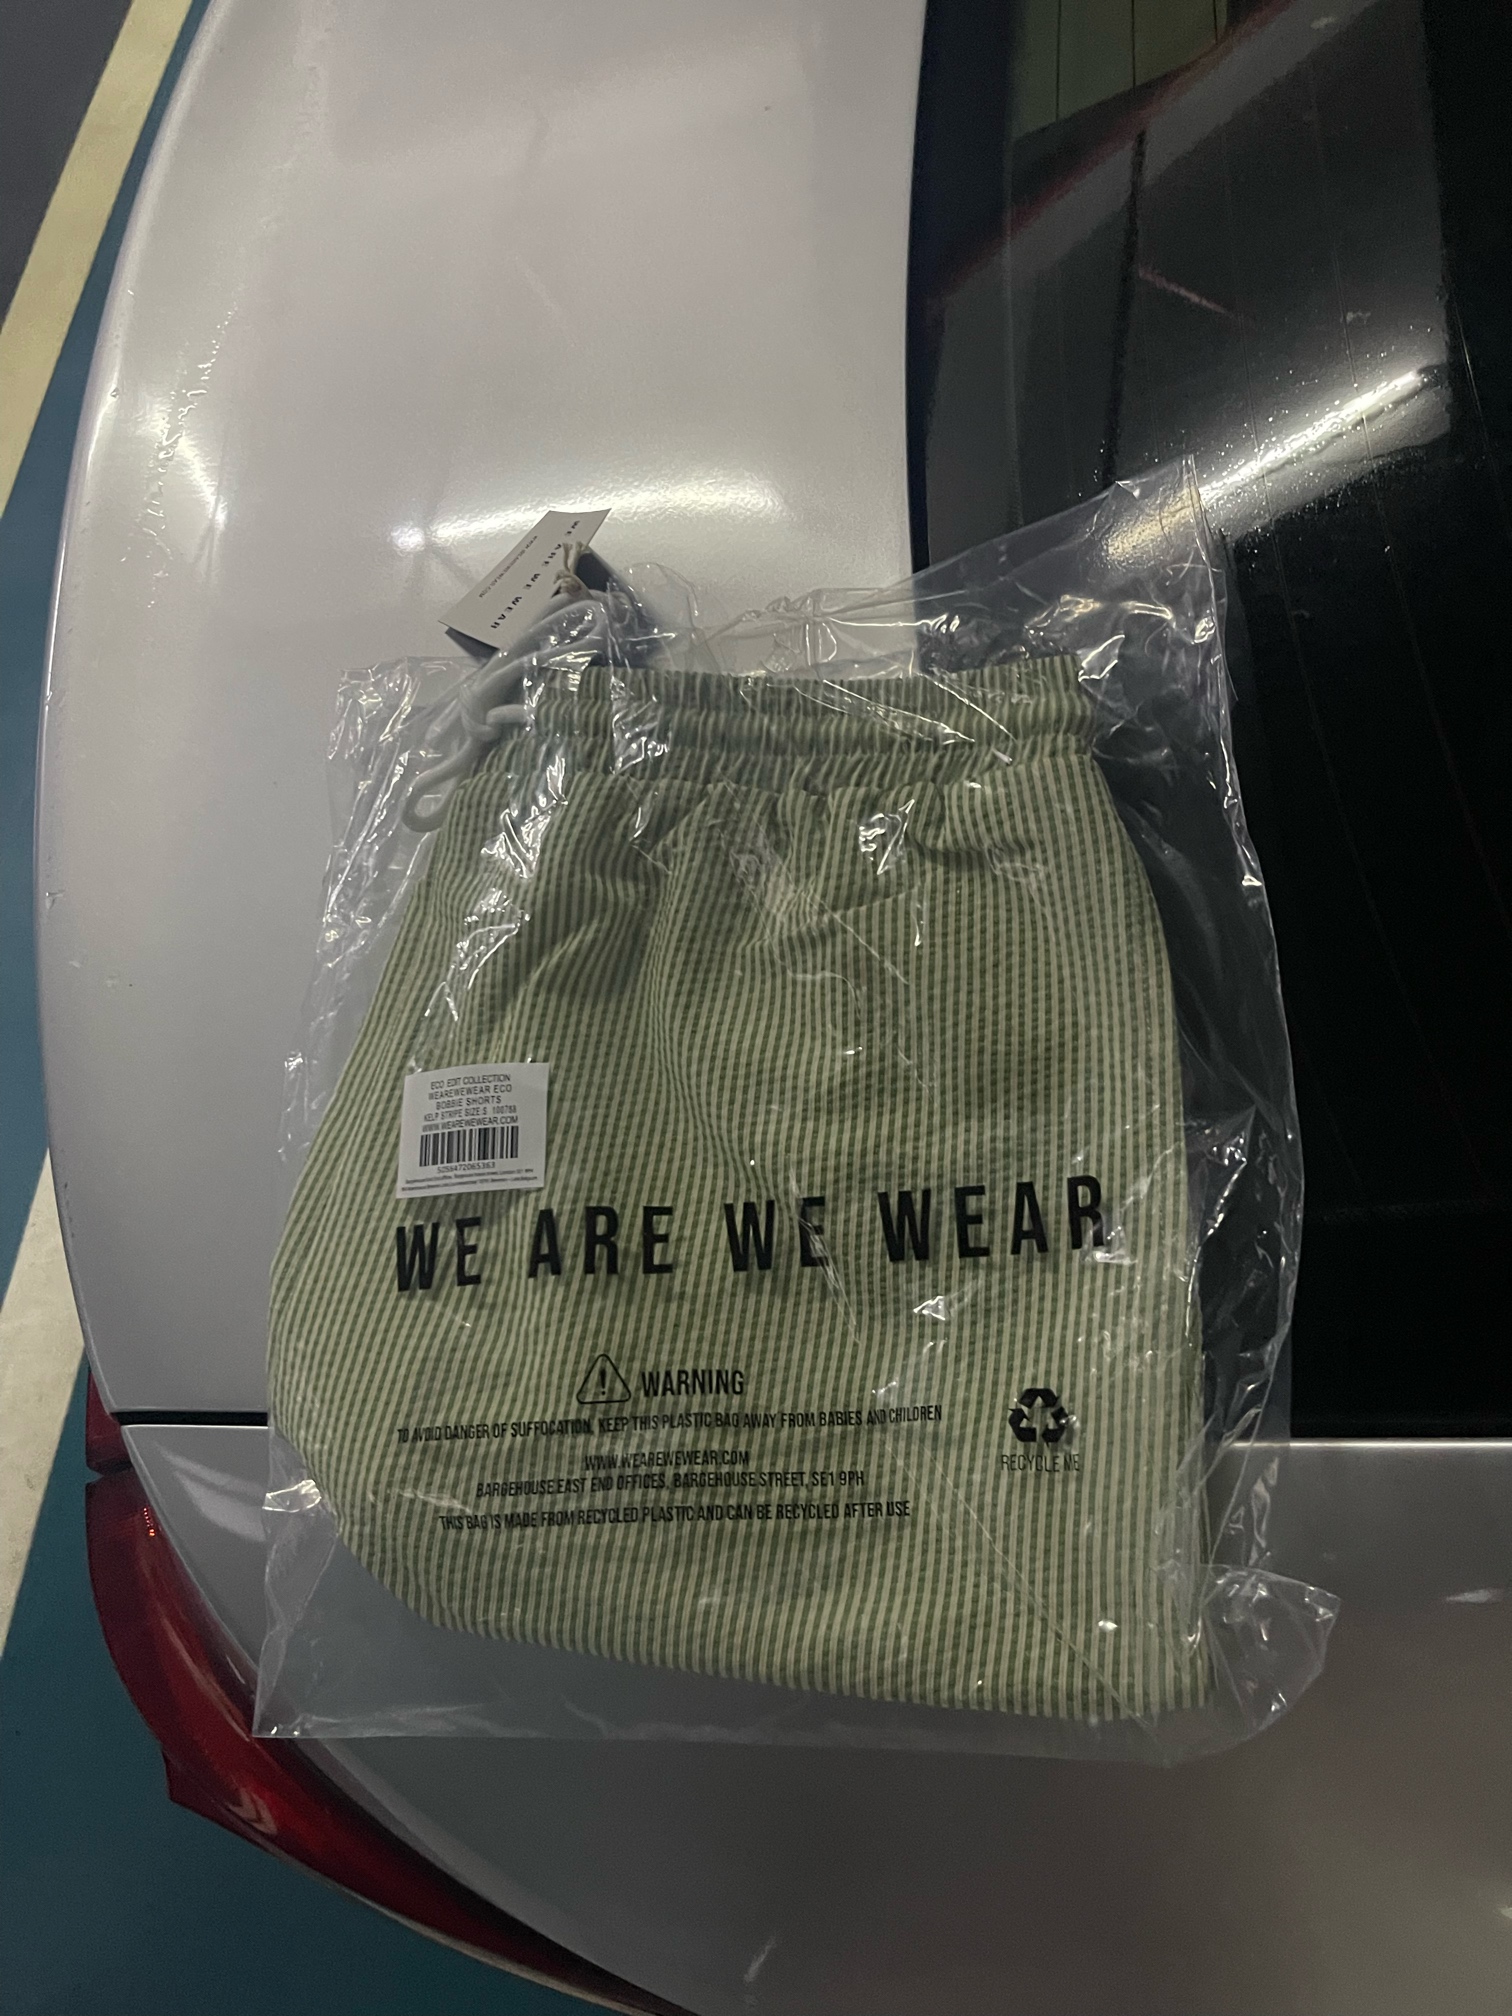 WE ARE WE WEAR
ECO EDIT COLLECTION
WEAREWEWEAR ECO
BOBBIE SHORTS
KELP STRIPE SIZE:S 100788
WWW.WEAREWEWEAR.COM
5056472065363
WE ARE WE WEAR
WARNING
TO AVOID DANGER OF SUFFOCATION, KEEP THIS PLASTIC BAG AWAY FROM BABIES AND CHILDREN
WWW.WEAREWEWEAR.COM
BARGEHOUSE EAST END OFFICES, BARGEHOUSE STREET, SE1 9PH
THIS BAG IS MADE FROM RECYCLED PLASTIC AND CAN BE RECYCLED AFTER USE
RECYCLE ME